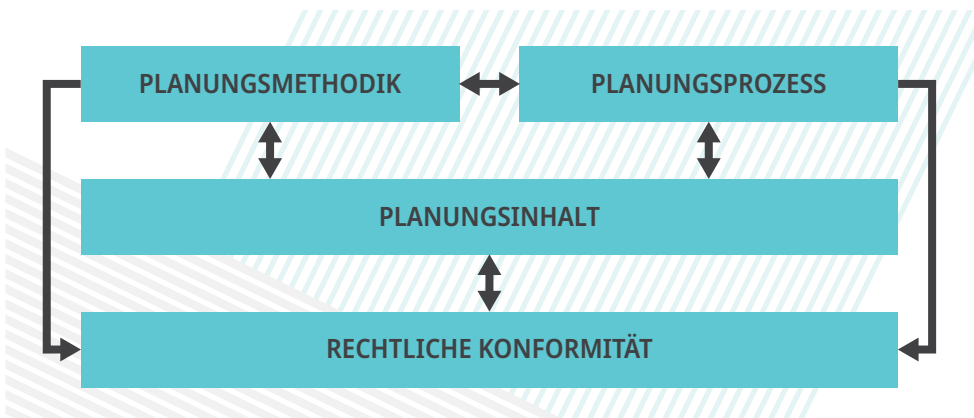 PLANUNGSMETHODIK
PLANUNGSPROZESS
PLANUNGSINHALT
RECHTLICHE KONFORMITÄT